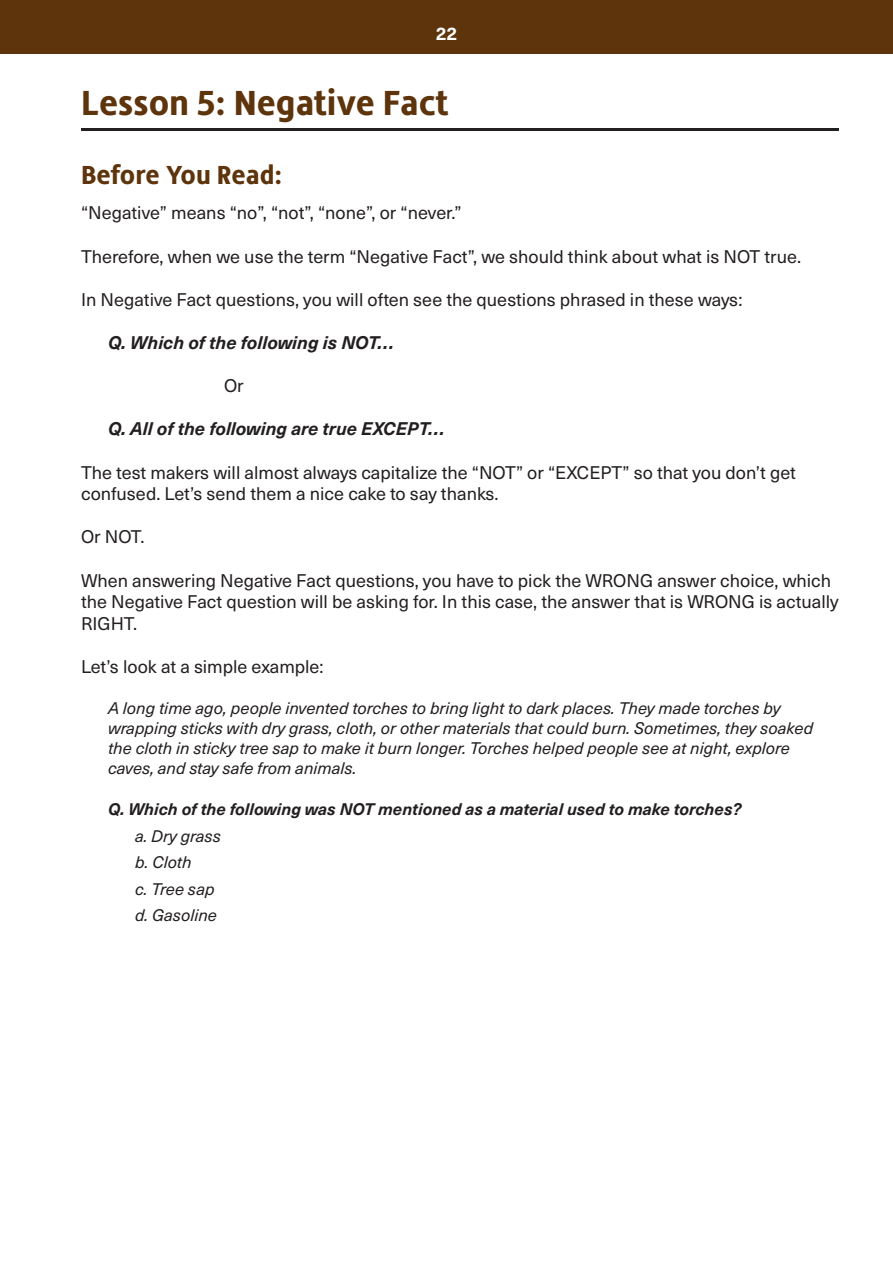 22
Lesson 5: Negative Fact
Before You Read:
“Negative” means “no”, “not”, “none”, or “never.”
Therefore, when we use the term “Negative Fact”, we should think about what is NOT true.
In Negative Fact questions, you will often see the questions phrased in these ways:
Q. Which of the following is NOT...
Or
Q. All of the following are true EXCEPT...
The test makers will almost always capitalize the “NOT” or “EXCEPT” so that you don’t get
confused. Let’s send them a nice cake to say thanks.
Or NOT.
When answering Negative Fact questions, you have to pick the WRONG answer choice, which
the Negative Fact question will be asking for. In this case, the answer that is WRONG is actually
RIGHT.
Let’s look at a simple example:
A long time ago, people invented torches to bring light to dark places. They made torches by
wrapping sticks with dry grass, cloth, or other materials that could burn. Sometimes, they soaked
the cloth in sticky tree sap to make it burn longer. Torches helped people see at night, explore
caves, and stay safe from animals.
Q. Which of the following was NOT mentioned as a material used to make torches?
a. Dry grass
b. Cloth
c. Tree sap
d. Gasoline